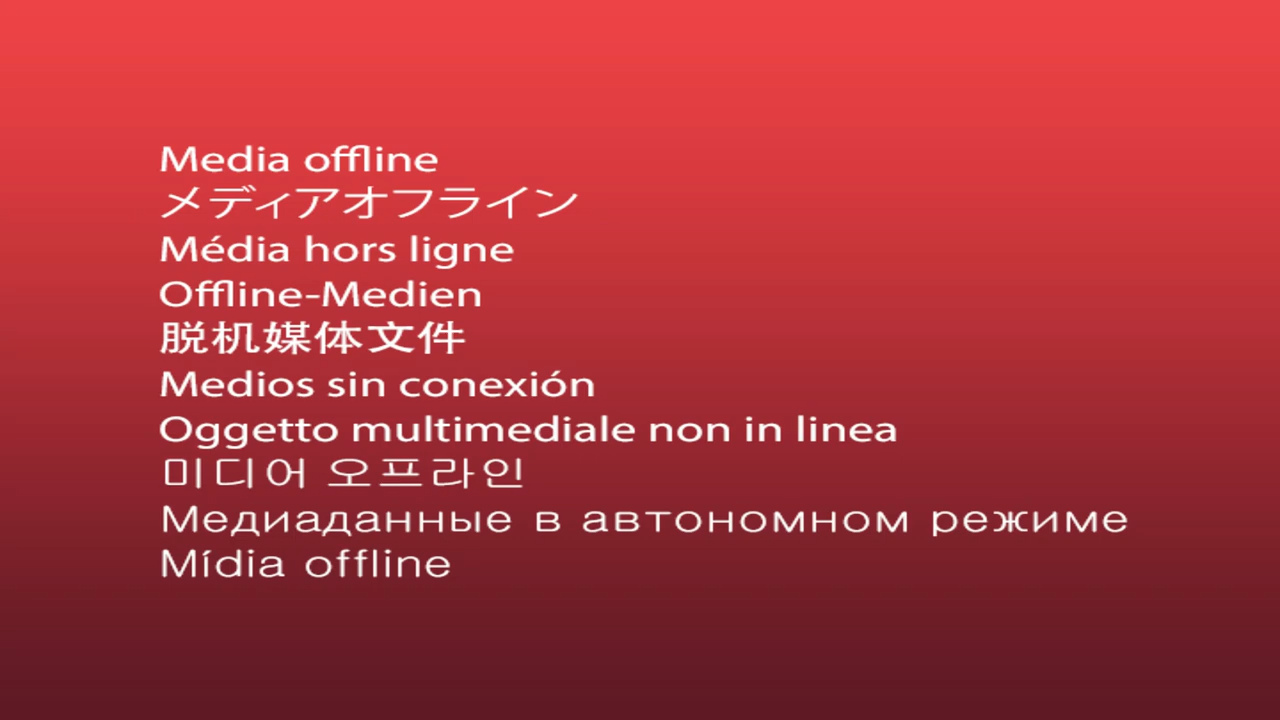 Media offline
メディアオフライン
Média hors ligne
Offline-Medien
脱机媒体文件
Medios sin conexión
Oggetto multimediale non in linea
미디어 오프라인
Медиаданные в автономном режиме
Mídia offline